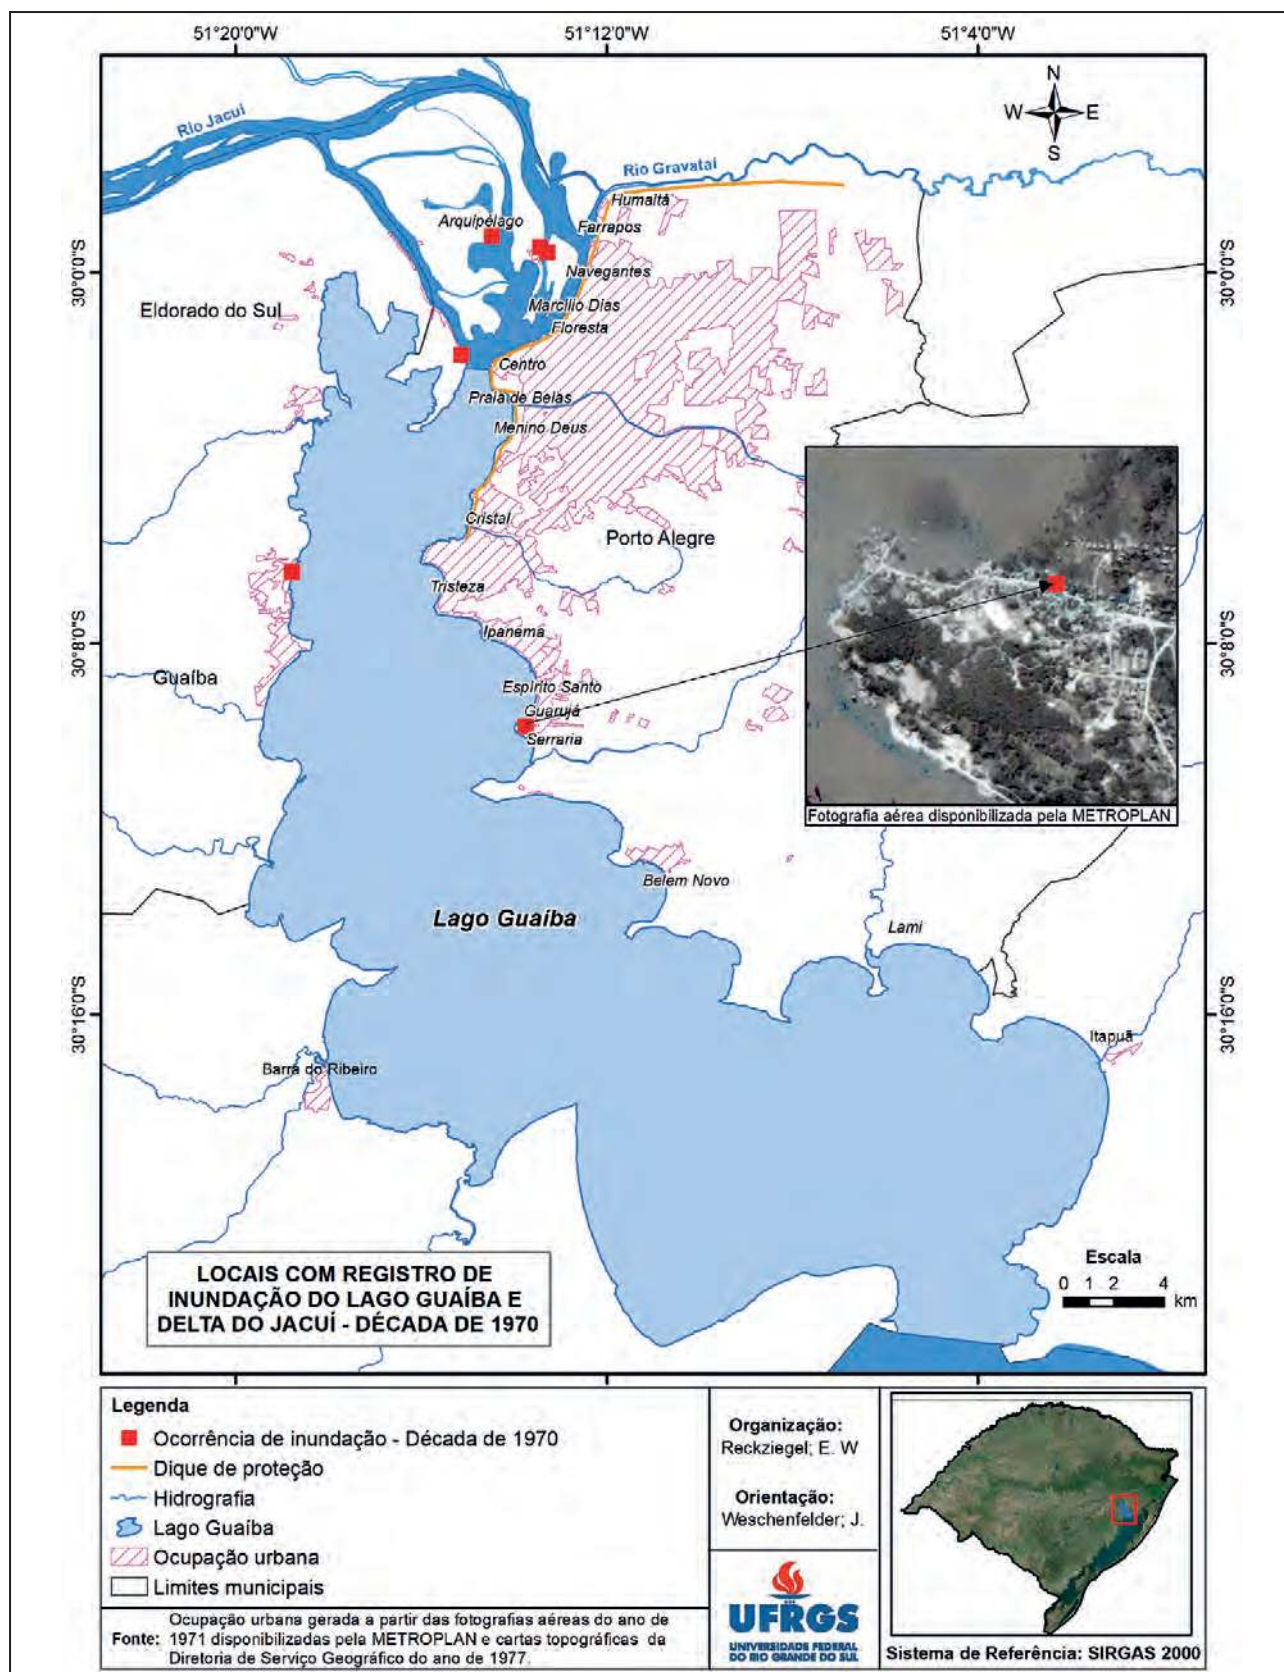 51°20'0"W
51°12'0"W
51°4'0"W
N
W
E
S
Rio Jacuí
Rio Gravataí
Humaitá
Arquipélago
Farrapos
30°0'0"S
Navegantes
30°0'0"S
Eldorado do Sul
Marcílio Dias
Floresta
Centro
Praia de Belas
Menino Deus
Cristal
Porto Alegre
Tristeza
Ipanema
30°8'0"S
30°8'0"S
Guaíba
Espírito Santo
Guarujá
Serraria
Fotografia aérea disponibilizada pela METROPLAN
Belem Novo
Lago Guaíba
Lami
30°16'0"S
30°16'0"S
Itapuã
Barra do Ribeiro
Escala
0 1 2 4
km
LOCAIS COM REGISTRO DE
INUNDAÇÃO DO LAGO GUAÍBA E
DELTA DO JACUÍ - DÉCADA DE 1970
Legenda
Ocorrência de inundação - Década de 1970
Dique de proteção
Hidrografia
Lago Guaíba
Ocupação urbana
Limites municipais
Fonte: Ocupação urbana gerada a partir das fotografias aéreas do ano de
1971 disponibilizadas pela METROPLAN e cartas topográficas da
Diretoria de Serviço Geográfico do ano de 1977.
Organização:
Reckziegel; E. W
Orientação:
Weschenfelder; J.
UFRGS
UNIVERSIDADE FEDERAL
DO RIO GRANDE DO SUL
Sistema de Referência: SIRGAS 2000